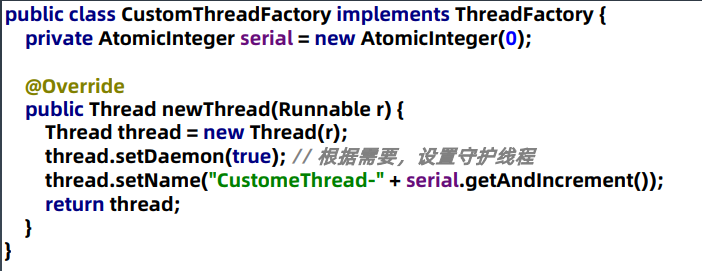 public class CustomThreadFactory implements ThreadFactory {
private AtomicInteger serial = new AtomicInteger(0);
@Override
public Thread newThread(Runnable r) {
Thread thread = new Thread(r);
thread.setDaemon(true); // 根据需要，设置守护线程
thread.setName("CustomeThread-" + serial.getAndIncrement());
return thread;
}
}